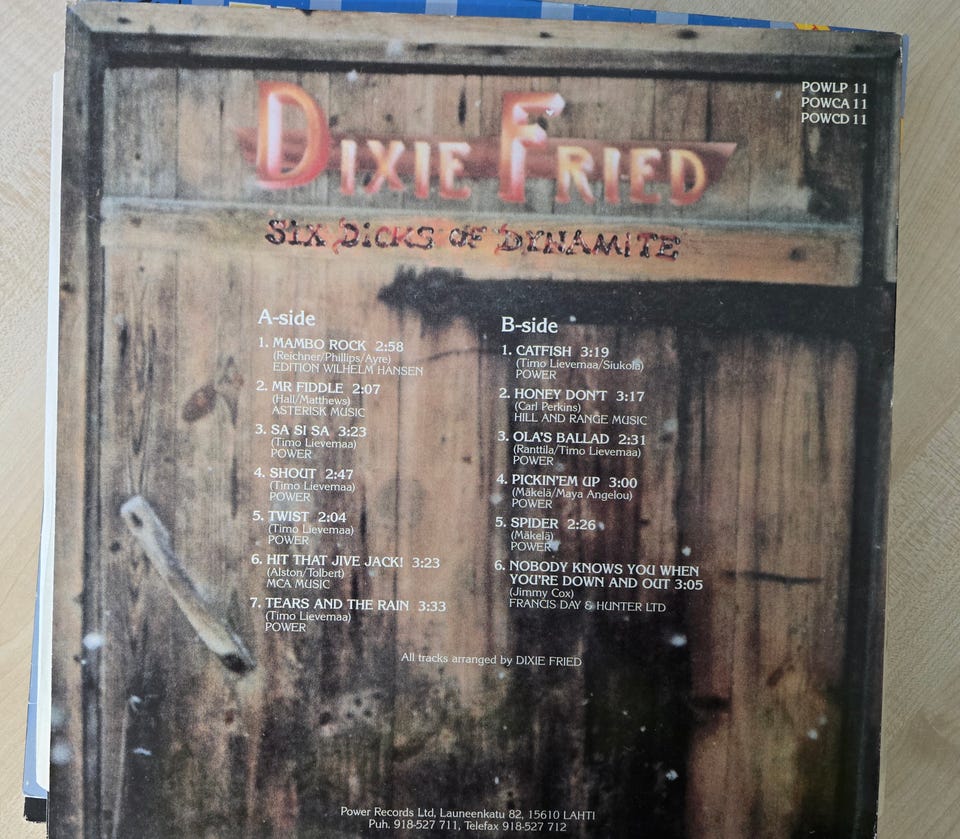 POWLP 11
POWCA 11
POWCD 11
DIXIE FRIED
SIX DICKS OF DYNAMITE
A-side
1. MAMBO ROCK 2:58
(Reichner/Phillips/Ayre)
EDITION WILHELM HANSEN
2. MR FIDDLE 2:07
(Hall/Matthews)
ASTERISK MUSIC
3. SA SI SA 3:23
(Timo Lievemaa)
POWER
4. SHOUT 2:47
(Timo Lievemaa)
POWER
5. TWIST 2:04
(Timo Lievemaa)
POWER
6. HIT THAT JIVE JACK! 3:23
(Alston/Tolbert)
MCA MUSIC
7. TEARS AND THE RAIN 3:33
(Timo Lievemaa)
POWER
B-side
1. CATFISH 3:19
(Timo Lievemaa/Siukola)
POWER
2. HONEY DON'T 3:17
(Carl Perkins)
HILL AND RANGE MUSIC
3. OLA'S BALLAD 2:31
(Ranttila/Timo Lievemaa)
POWER
4. PICKIN'EM UP 3:00
(Mäkelä/Maya Angelou)
POWER
5. SPIDER 2:26
(Mäkelä)
POWER
6. NOBODY KNOWS YOU WHEN
YOU'RE DOWN AND OUT 3:05
(Jimmy Cox)
FRANCIS DAY & HUNTER LTD
All tracks arranged by DIXIE FRIED
Power Records Ltd, Launeenkatu 82, 15610 LAHTI
Puh. 918-527 711, Telefax 918-527 712